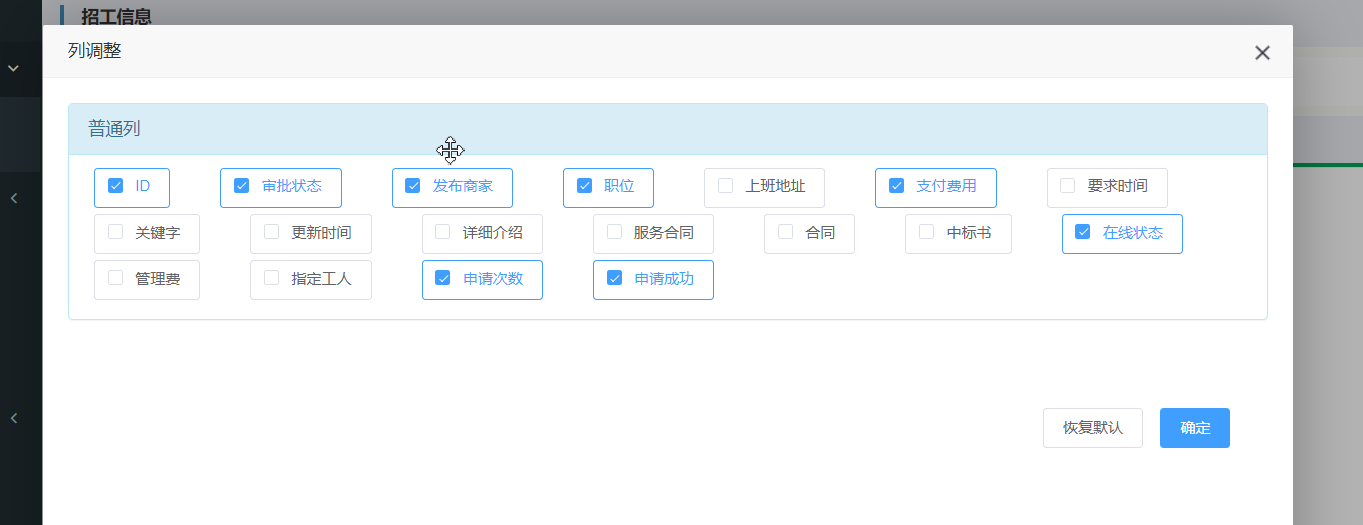 招工信息
列调整
普通列
ID 审批状态 发布商家 职位 上班地址 支付费用 要求时间
关键字 更新时间 详细介绍 服务合同 合同 中标书 在线状态
管理费 指定工人 申请次数 申请成功
恢复默认 确定